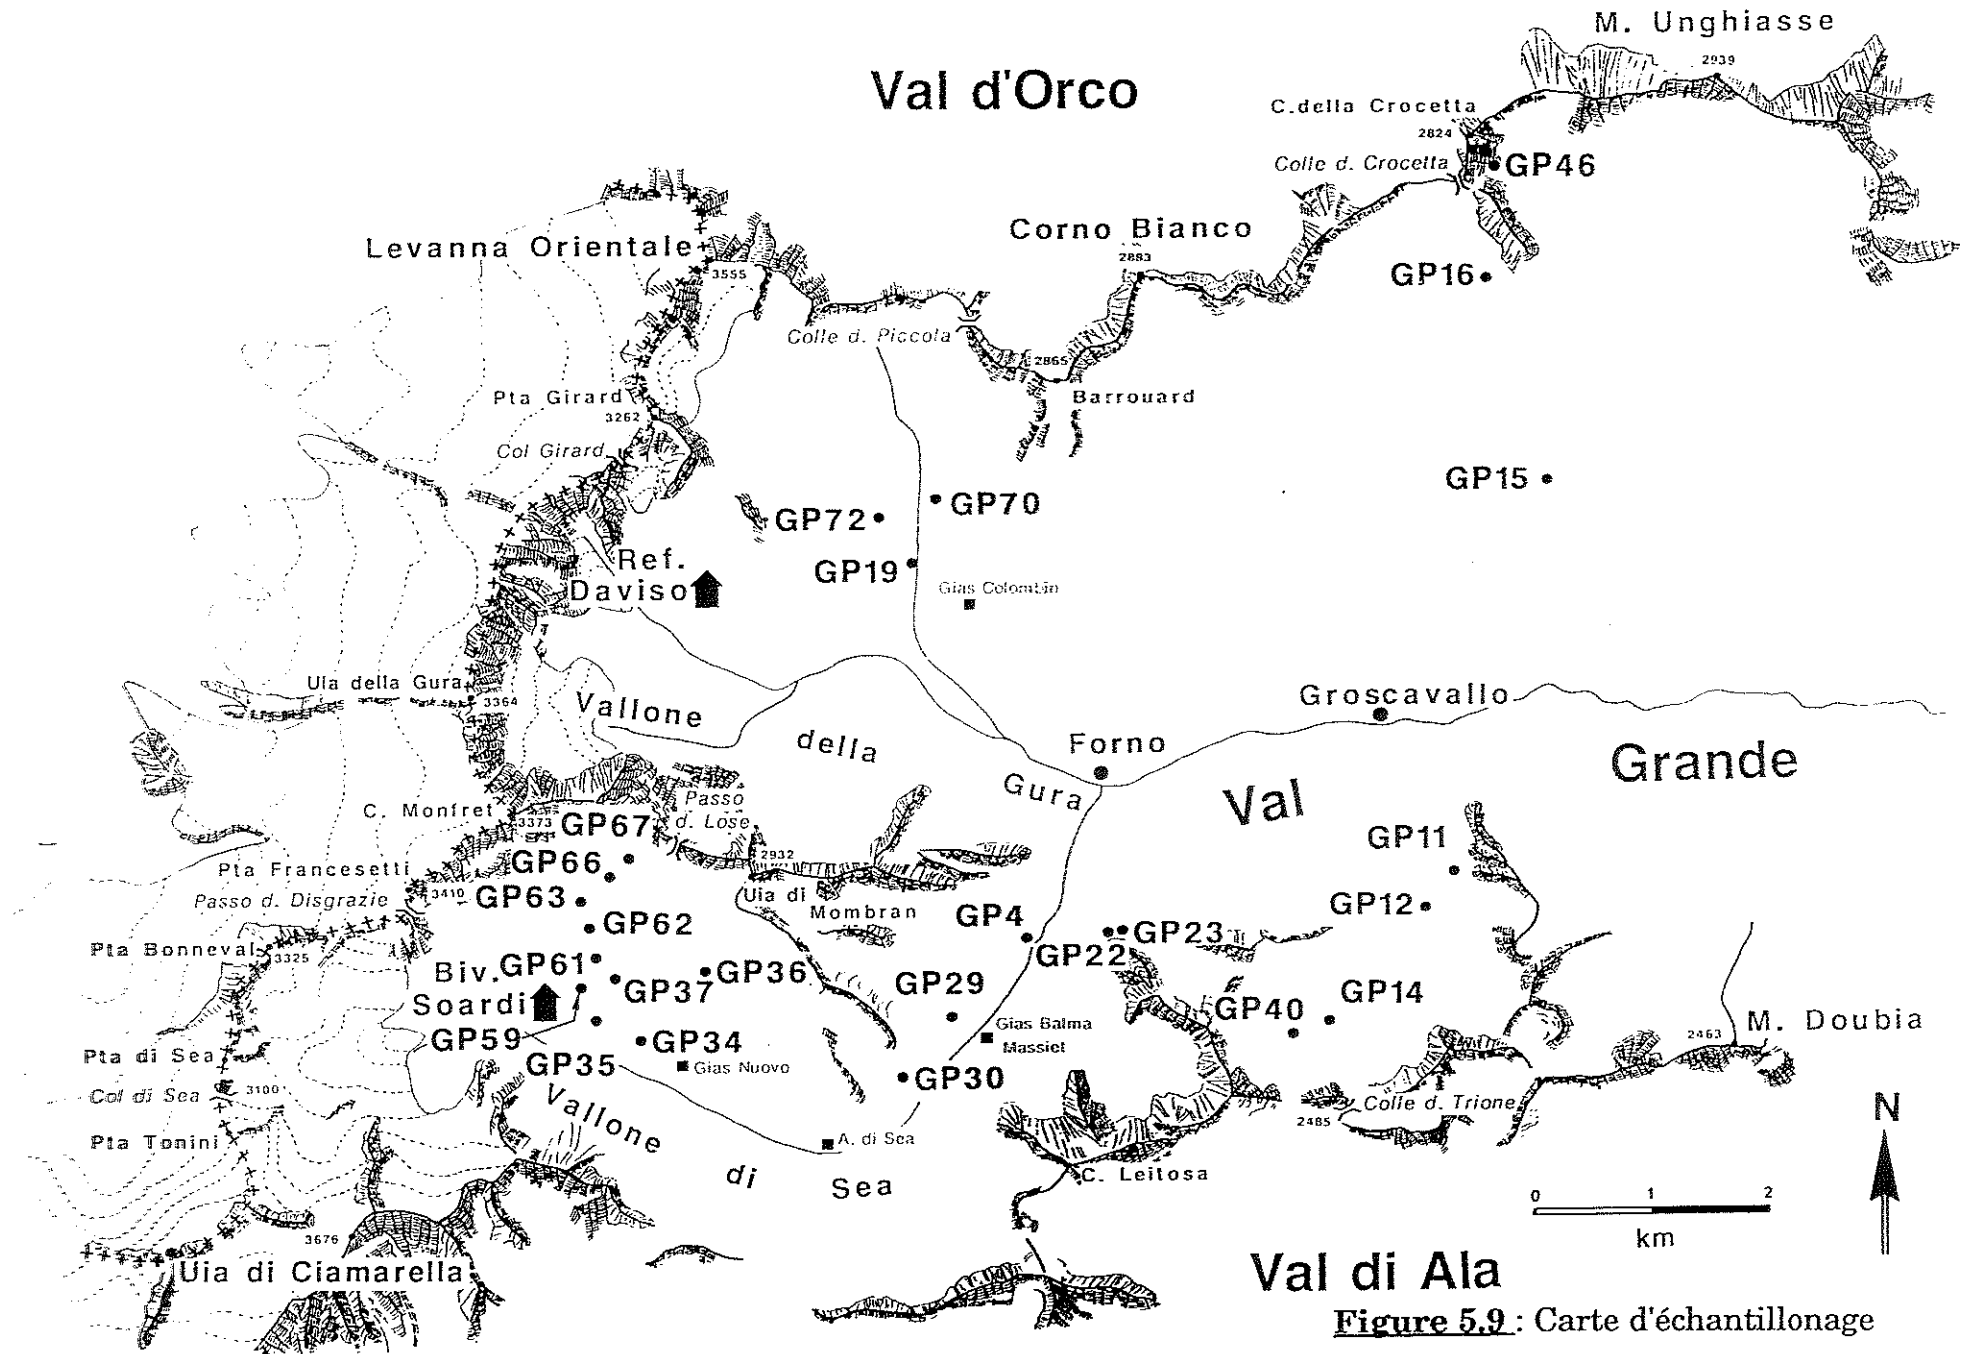 M. Unghiasse
2939
Val d'Orco
C.della Crocetta
2824
Colle d. Crocetta
GP46
Levanna Orientale
3555
Corno Bianco
2883
GP16
Colle d. Piccola
2865
Barrouard
Pta Girard
3262
Col Girard
GP15
GP70
GP72
Ref.
Daviso
GP19
Gias Colombin
Uia della Gura
3364
Vallone
della
Gura
Forno
Groscavallo
Val
Grande
C. Monfret
3373
GP67
Passo
d. Lose
GP66
2932
Pta Francesetti
3410
Passo d. Disgrazie
GP63
Uia di
Mombran
GP4
GP11
GP12
Pta Bonneval
3325
GP62
GP22
GP23
Biv.
Soardi
GP61
GP37
GP36
GP29
GP40
GP14
GP59
GP35
GP34
Gias Nuovo
Gias Balma
Massiet
GP30
2463
M. Doubia
Pta di Sea
Col di Sea
3100
Pta Tonini
Vallone
di
Sea
A. di Sea
C. Leitosa
Colle d. Trione
2485
N
0 1 2
km
3676
Uia di Ciamarella
Val di Ala
Figure 5.9 : Carte d'échantillonage